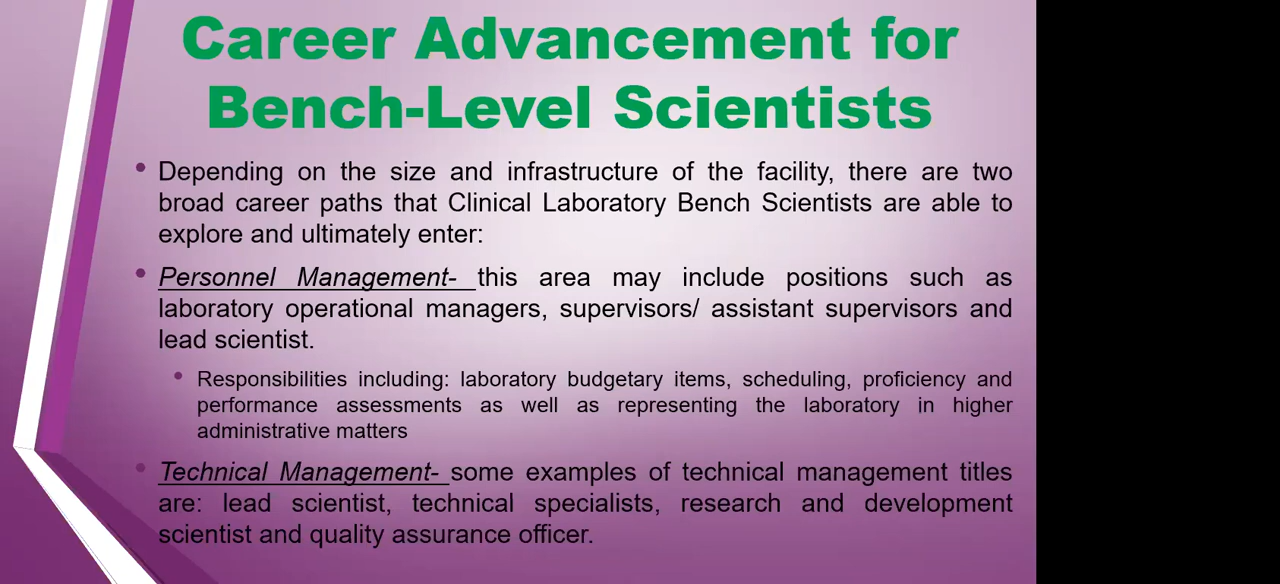 Career Advancement for
Bench-Level Scientists
Depending on the size and infrastructure of the facility, there are two
broad career paths that Clinical Laboratory Bench Scientists are able to
explore and ultimately enter:
Personnel Management- this area may include positions such as
laboratory operational managers, supervisors/ assistant supervisors and
lead scientist.
Responsibilities including: laboratory budgetary items, scheduling, proficiency and
performance assessments as well as representing the laboratory in higher
administrative matters
Technical Management- some examples of technical management titles
are: lead scientist, technical specialists, research and development
scientist and quality assurance officer.